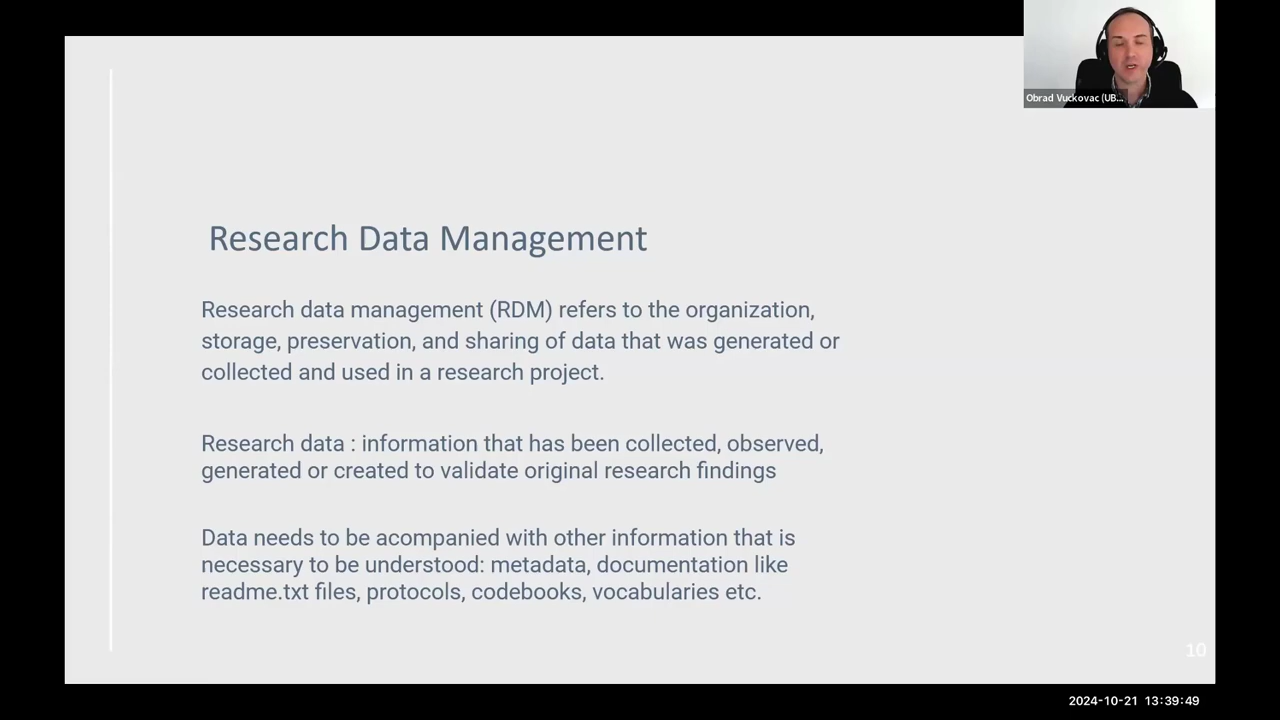 Obrad Vuckovac (UB...
Research Data Management
Research data management (RDM) refers to the organization,
storage, preservation, and sharing of data that was generated or
collected and used in a research project.
Research data : information that has been collected, observed,
generated or created to validate original research findings
Data needs to be acompanied with other information that is
necessary to be understood: metadata, documentation like
readme.txt files, protocols, codebooks, vocabularies etc.
10
2024-10-21 13:39:49